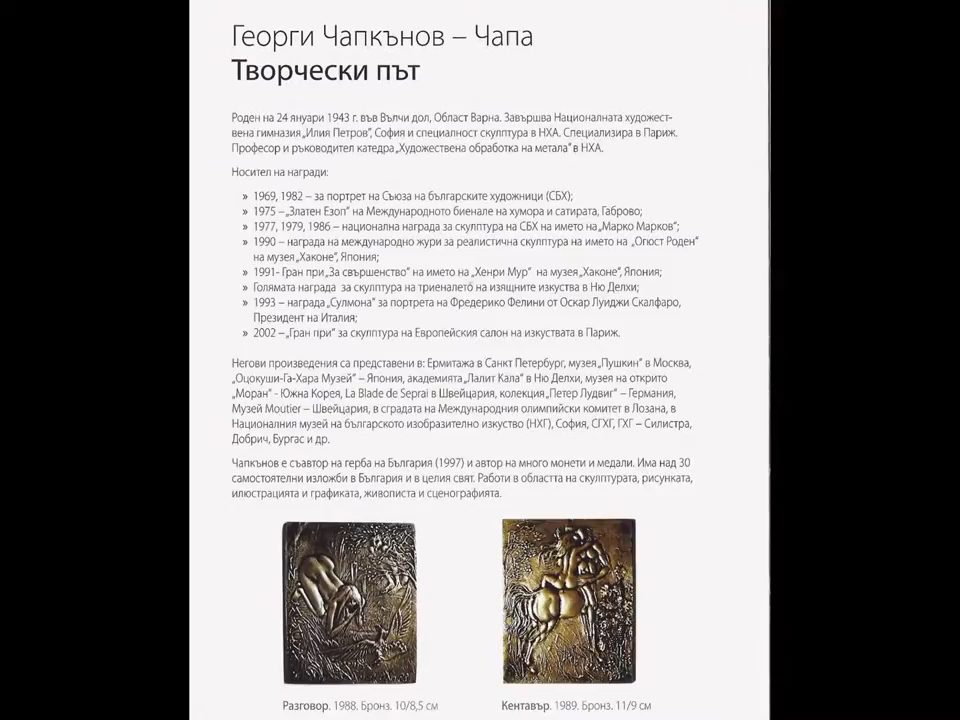 Георги Чапкънов – Чапа
Творчески път
Роден на 24 януари 1943 г. във Вълчи дол, Област Варна. Завършва Националната художест-
вена гимназия „Илия Петров“, София и специалност скулптура в НХА. Специализира в Париж.
Професор и ръководител катедра „Художествена обработка на метала“ в НХА.
Носител на награди:
» 1969, 1982 – за портрет на Съюза на българските художници (СБХ);
» 1975 – „Златен Езоп“ на Международното биенале на хумора и сатирата, Габрово;
» 1977, 1979, 1986 – национална награда за скулптура на СБХ на името на „Марко Марков“;
» 1990 – награда на международно жури за реалистична скулптура на името на „Огюст Роден“
на музея „Хаконе“, Япония;
» 1991- Гран при „За свършенство“ на името на „Хенри Мур“ на музея „Хаконе“, Япония;
» Голямата награда за скулптура на триеналето на изящните изкуства в Ню Делхи;
» 1993 – награда „Сулмона“ за портрета на Фредерико Фелини от Оскар Луиджи Скалфаро,
Президент на Италия;
» 2002 – „Гран при“ за скулптура на Европейския салон на изкуствата в Париж.
Негови произведения са представени в: Ермитажа в Санкт Петербург, музея „Пушкин“ в Москва,
„Оцокуши-Га-Хара Музей“ – Япония, академията „Лалит Кала“ в Ню Делхи, музея на открито
„Моран“ - Южна Корея, La Blade de Seprai в Швейцария, колекция „Петер Лудвиг“ – Германия,
Музей Moutier – Швейцария, в сградата на Международния олимпийски комитет в Лозана, в
Националния музей на българското изобразително изкуство (НХГ), София, СГХГ, ГХГ – Силистра,
Добрич, Бургас и др.
Чапкънов е съавтор на герба на България (1997) и автор на много монети и медали. Има над 30
самостоятелни изложби в България и в целия свят. Работи в областта на скулптурата, рисунката,
илюстрацията и графиката, живописта и сценографията.
Разговор. 1988. Бронз. 10/8,5 см
Кентавър. 1989. Бронз. 11/9 см